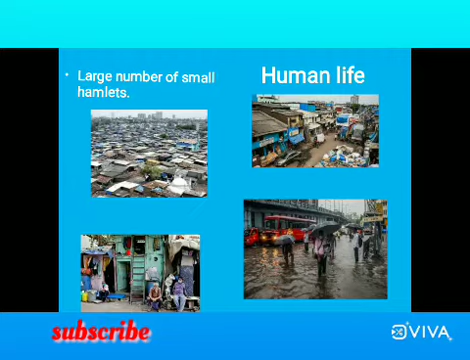 • Large number of small
hamlets.
Human life
subscribe
VIVA